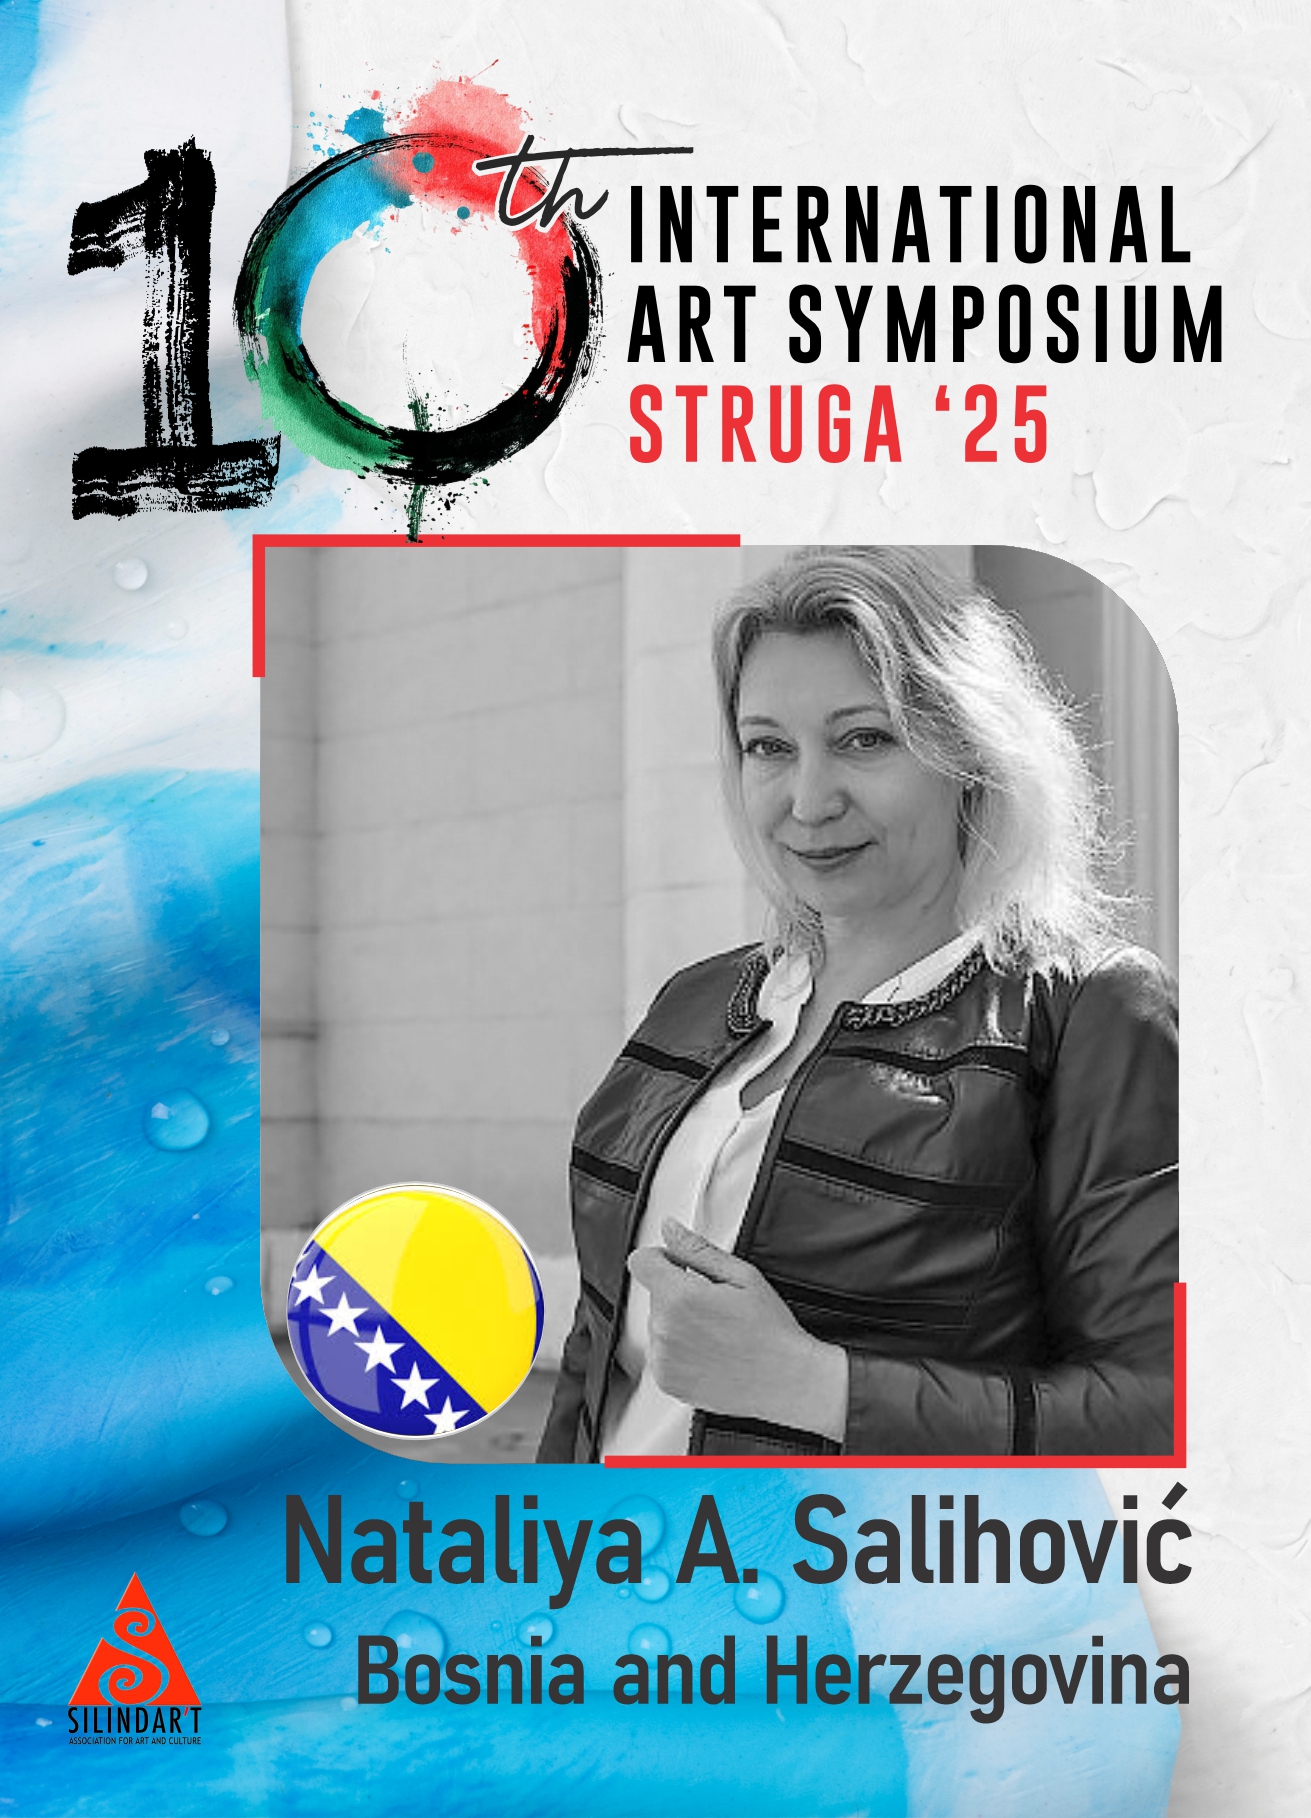 10th
INTERNATIONAL
ART SYMPOSIUM
STRUGA ‘25
Nataliya A. Salihović
Bosnia and Herzegovina
SILINDAR'T
ASSOCIATION FOR ART AND CULTURE